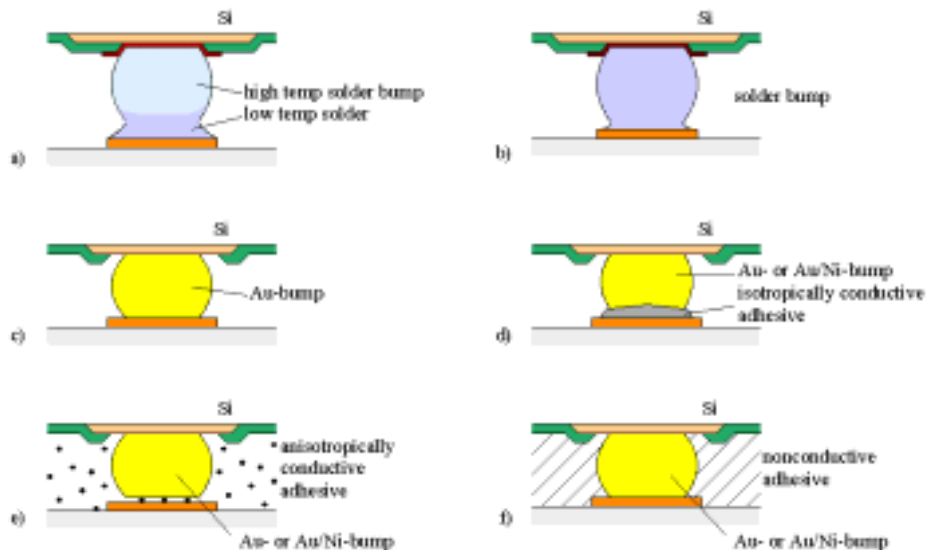 Si
high temp solder bump
low temp solder
a)
Si
solder bump
b)
Si
Au-bump
c)
Si
Au- or Au/Ni-bump
isotropically conductive
adhesive
d)
Si
anisotropically
conductive
adhesive
e)
Au- or Au/Ni-bump
Si
nonconductive
adhesive
f)
Au- or Au/Ni-bump